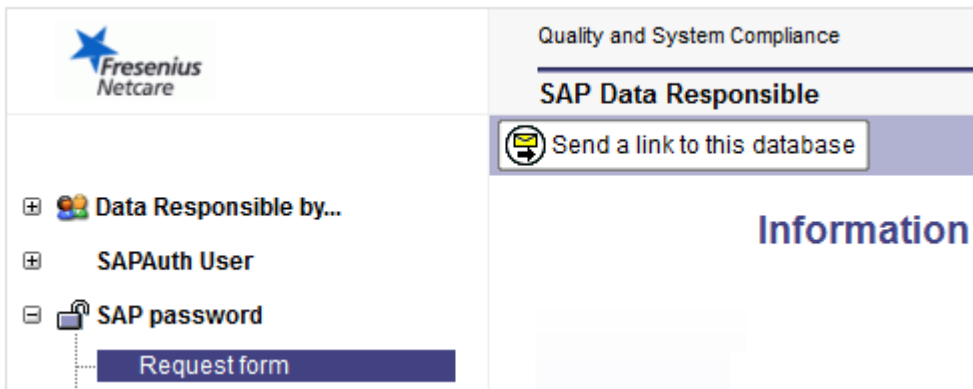 Fresenius
Netcare
Quality and System Compliance
SAP Data Responsible
Send a link to this database
Data Responsible by...
SAPAuth User
SAP password
Request form
Information